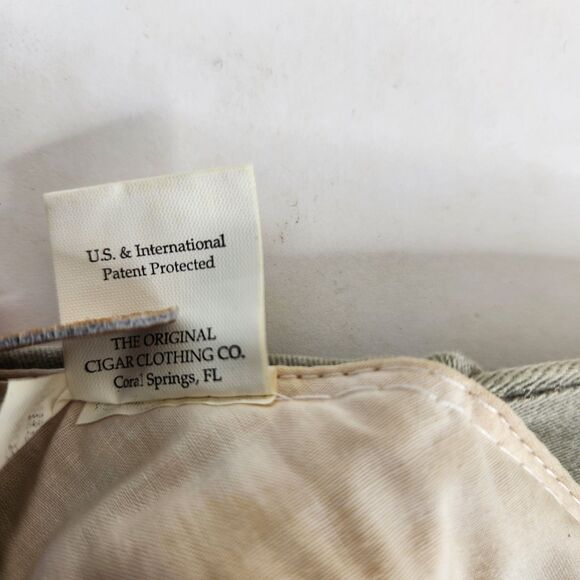 U.S. & International
Patent Protected
THE ORIGINAL
CIGAR CLOTHING CO.
Coral Springs, FL